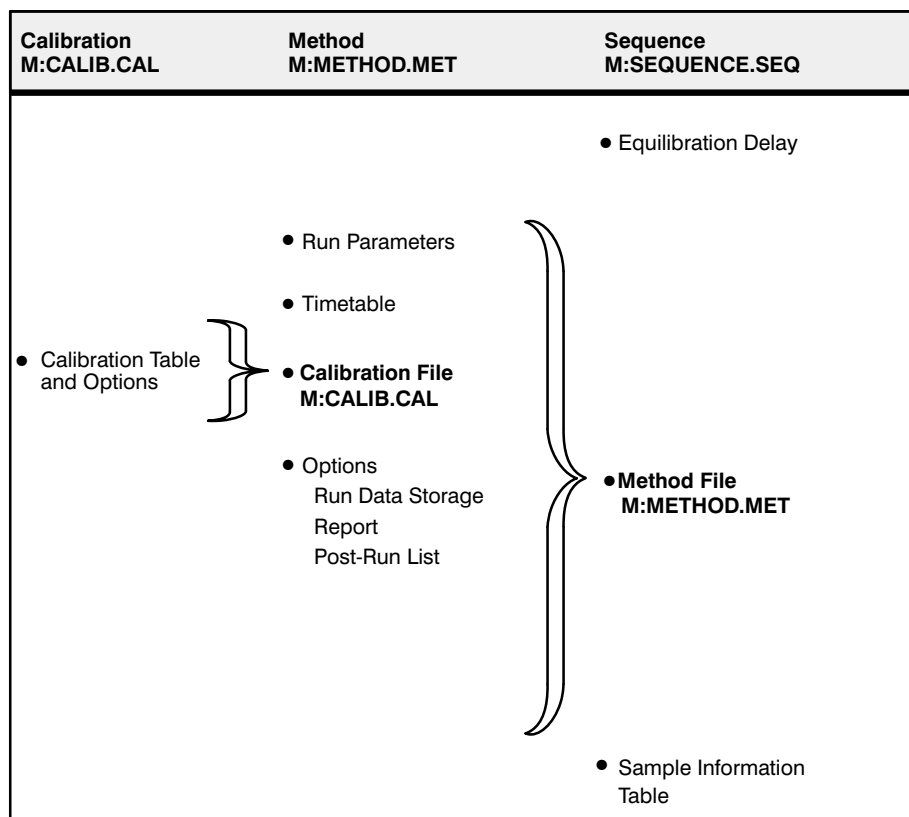 Calibration
M:CALIB.CAL
Method
M:METHOD.MET
Sequence
M:SEQUENCE.SEQ
● Equilibration Delay
● Run Parameters
● Timetable
● Calibration Table
and Options
● Calibration File
M:CALIB.CAL
● Options
Run Data Storage
Report
Post-Run List
● Method File
M:METHOD.MET
● Sample Information
Table